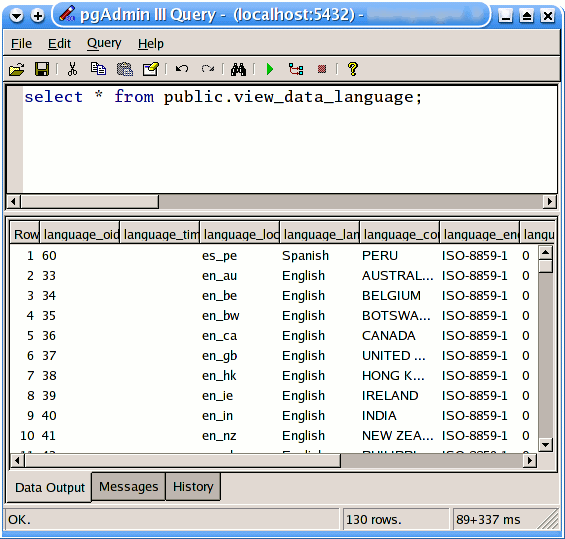 pgAdmin III Query - (localhost:5432) -
File Edit Query Help
select * from public.view_data_language;
Row language_oid language_tim language_loc language_lan language_co language_en langu
1 60 es_pe Spanish PERU ISO-8859-1 0
2 33 en_au English AUSTRAL... ISO-8859-1 0
3 34 en_be English BELGIUM ISO-8859-1 0
4 35 en_bw English BOTSWA... ISO-8859-1 0
5 36 en_ca English CANADA ISO-8859-1 0
6 37 en_gb English UNITED ... ISO-8859-1 0
7 38 en_hk English HONG K... ISO-8859-1 0
8 39 en_ie English IRELAND ISO-8859-1 0
9 40 en_in English INDIA ISO-8859-1 0
10 41 en_nz English NEW ZEA... ISO-8859-1 0
Data Output Messages History
OK. 130 rows. 89+337 ms